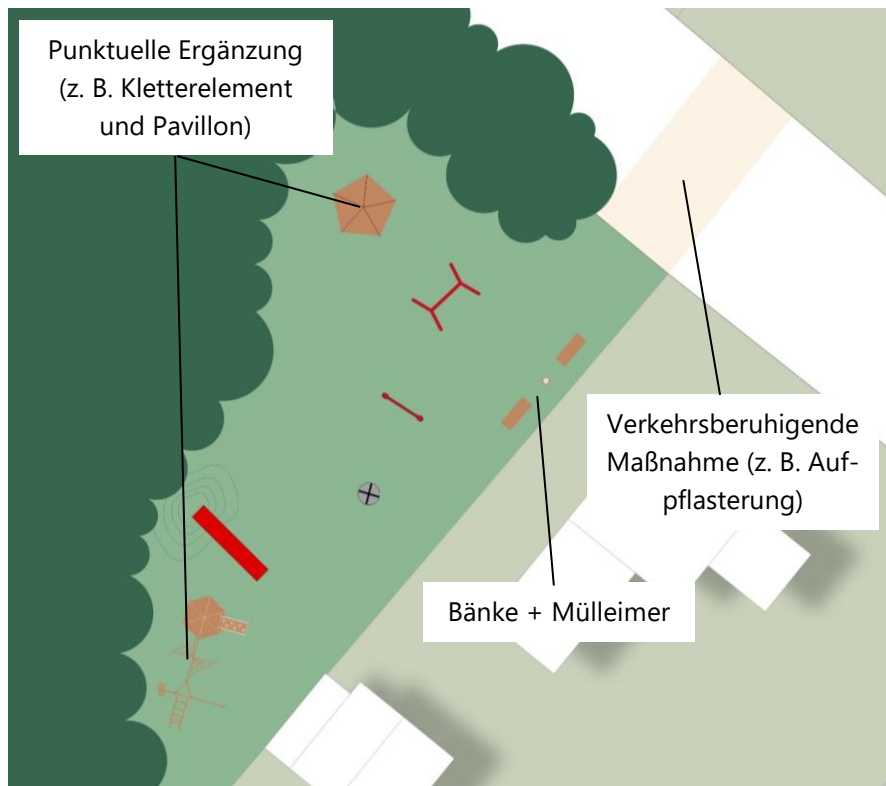 Punktuelle Ergänzung
(z. B. Kletterelement
und Pavillon)
Verkehrsberuhigende
Maßnahme (z. B. Auf-
pflasterung)
Bänke + Mülleimer